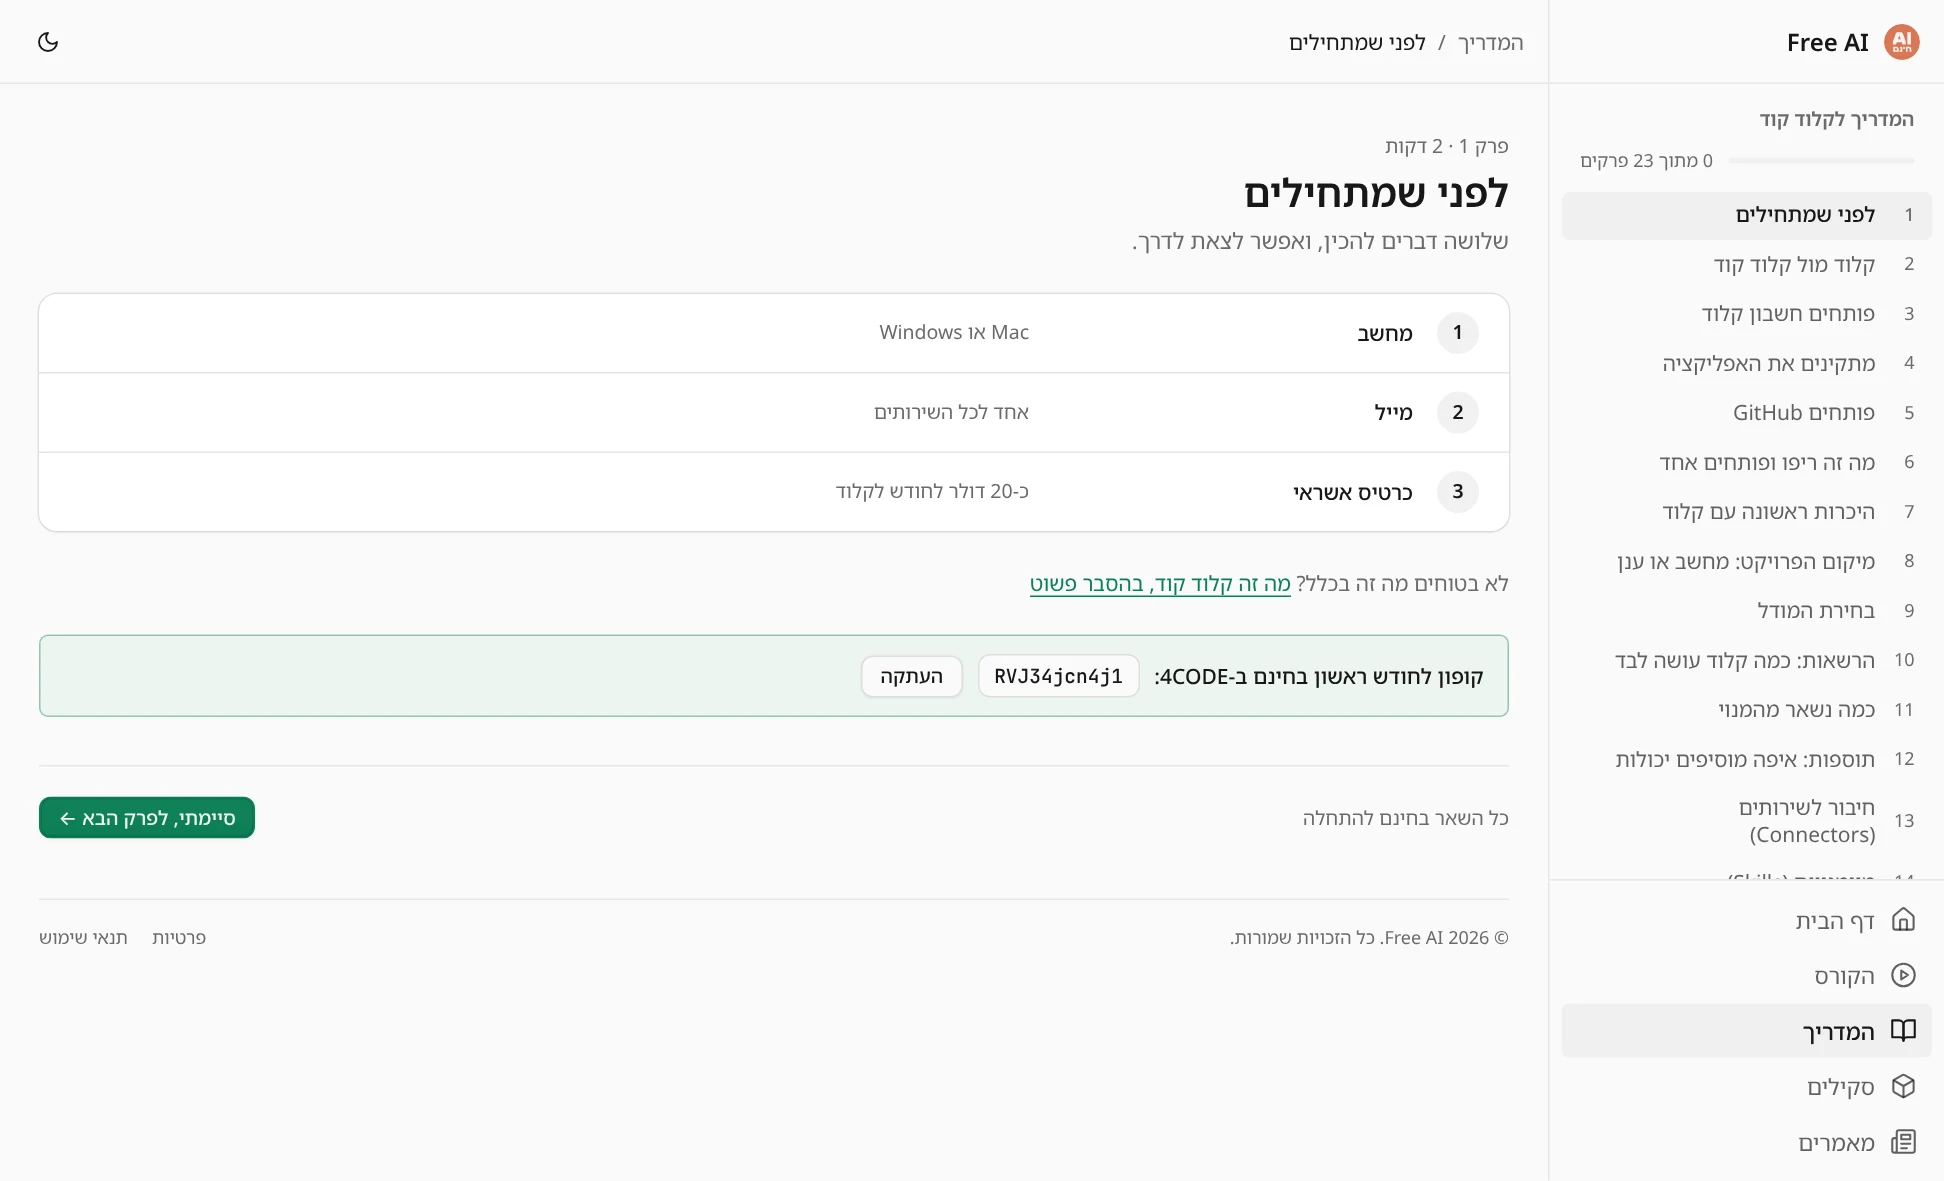 AI חינם
Free AI
המדריך / לפני שמתחילים
המדריך לקלוד קוד
0 מתוך 23 פרקים
1 לפני שמתחילים
2 קלוד מול קלוד קוד
3 פותחים חשבון קלוד
4 מתקינים את האפליקציה
5 פותחים GitHub
6 מה זה ריפו ופותחים אחד
7 היכרות ראשונה עם קלוד
8 מיקום הפרויקט: מחשב או ענן
9 בחירת המודל
10 הרשאות: כמה קלוד עושה לבד
11 כמה נשאר מהמנוי
12 תוספות: איפה מוסיפים יכולות
13 חיבור לשירותים
(Connectors)
דף הבית
הקורס
המדריך
סקילים
מאמרים
פרק 1 · 2 דקות
לפני שמתחילים
שלושה דברים להכין, ואפשר לצאת לדרך.
1 מחשב Mac או Windows
2 מייל אחד לכל השירותים
3 כרטיס אשראי כ-20 דולר לחודש לקלוד
לא בטוחים מה זה בכלל? מה זה קלוד קוד, בהסבר פשוט
קופון לחודש ראשון בחינם ב-4CODE: RVJ34jcn4j1 העתקה
כל השאר בחינם להתחלה
סיימתי, לפרק הבא ←
© 2026 Free AI. כל הזכויות שמורות.
פרטיות תנאי שימוש